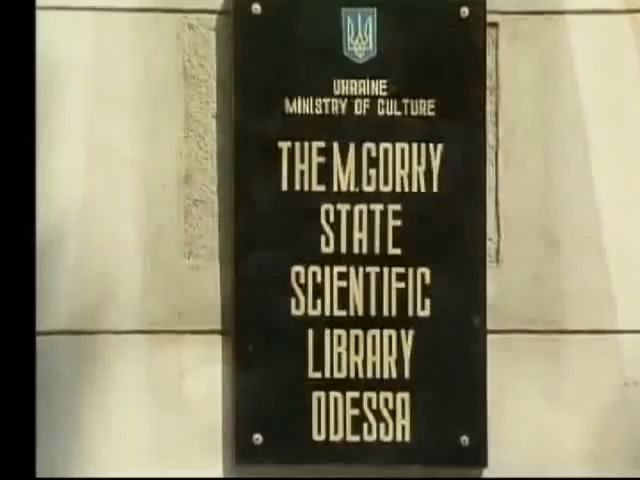 UKRAINE
MINISTRY OF CULTURE
THE M.GORKY
STATE
SCIENTIFIC
LIBRARY
ODESSA